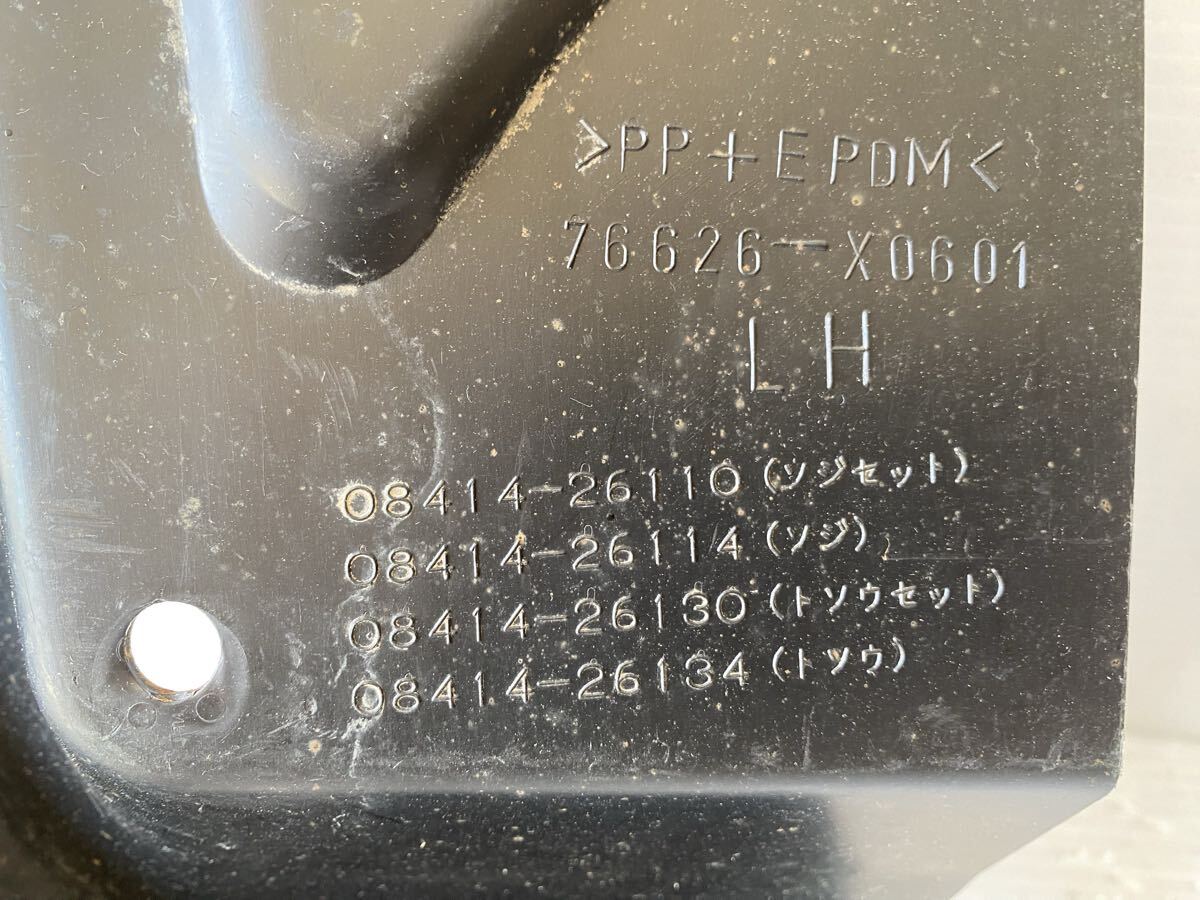 >PP+EPDM<
76626-X0601
LH
08414-26110(ソジセット)
08414-26114(ソジ)
08414-26130(トソウセット)
08414-26134(トソウ)